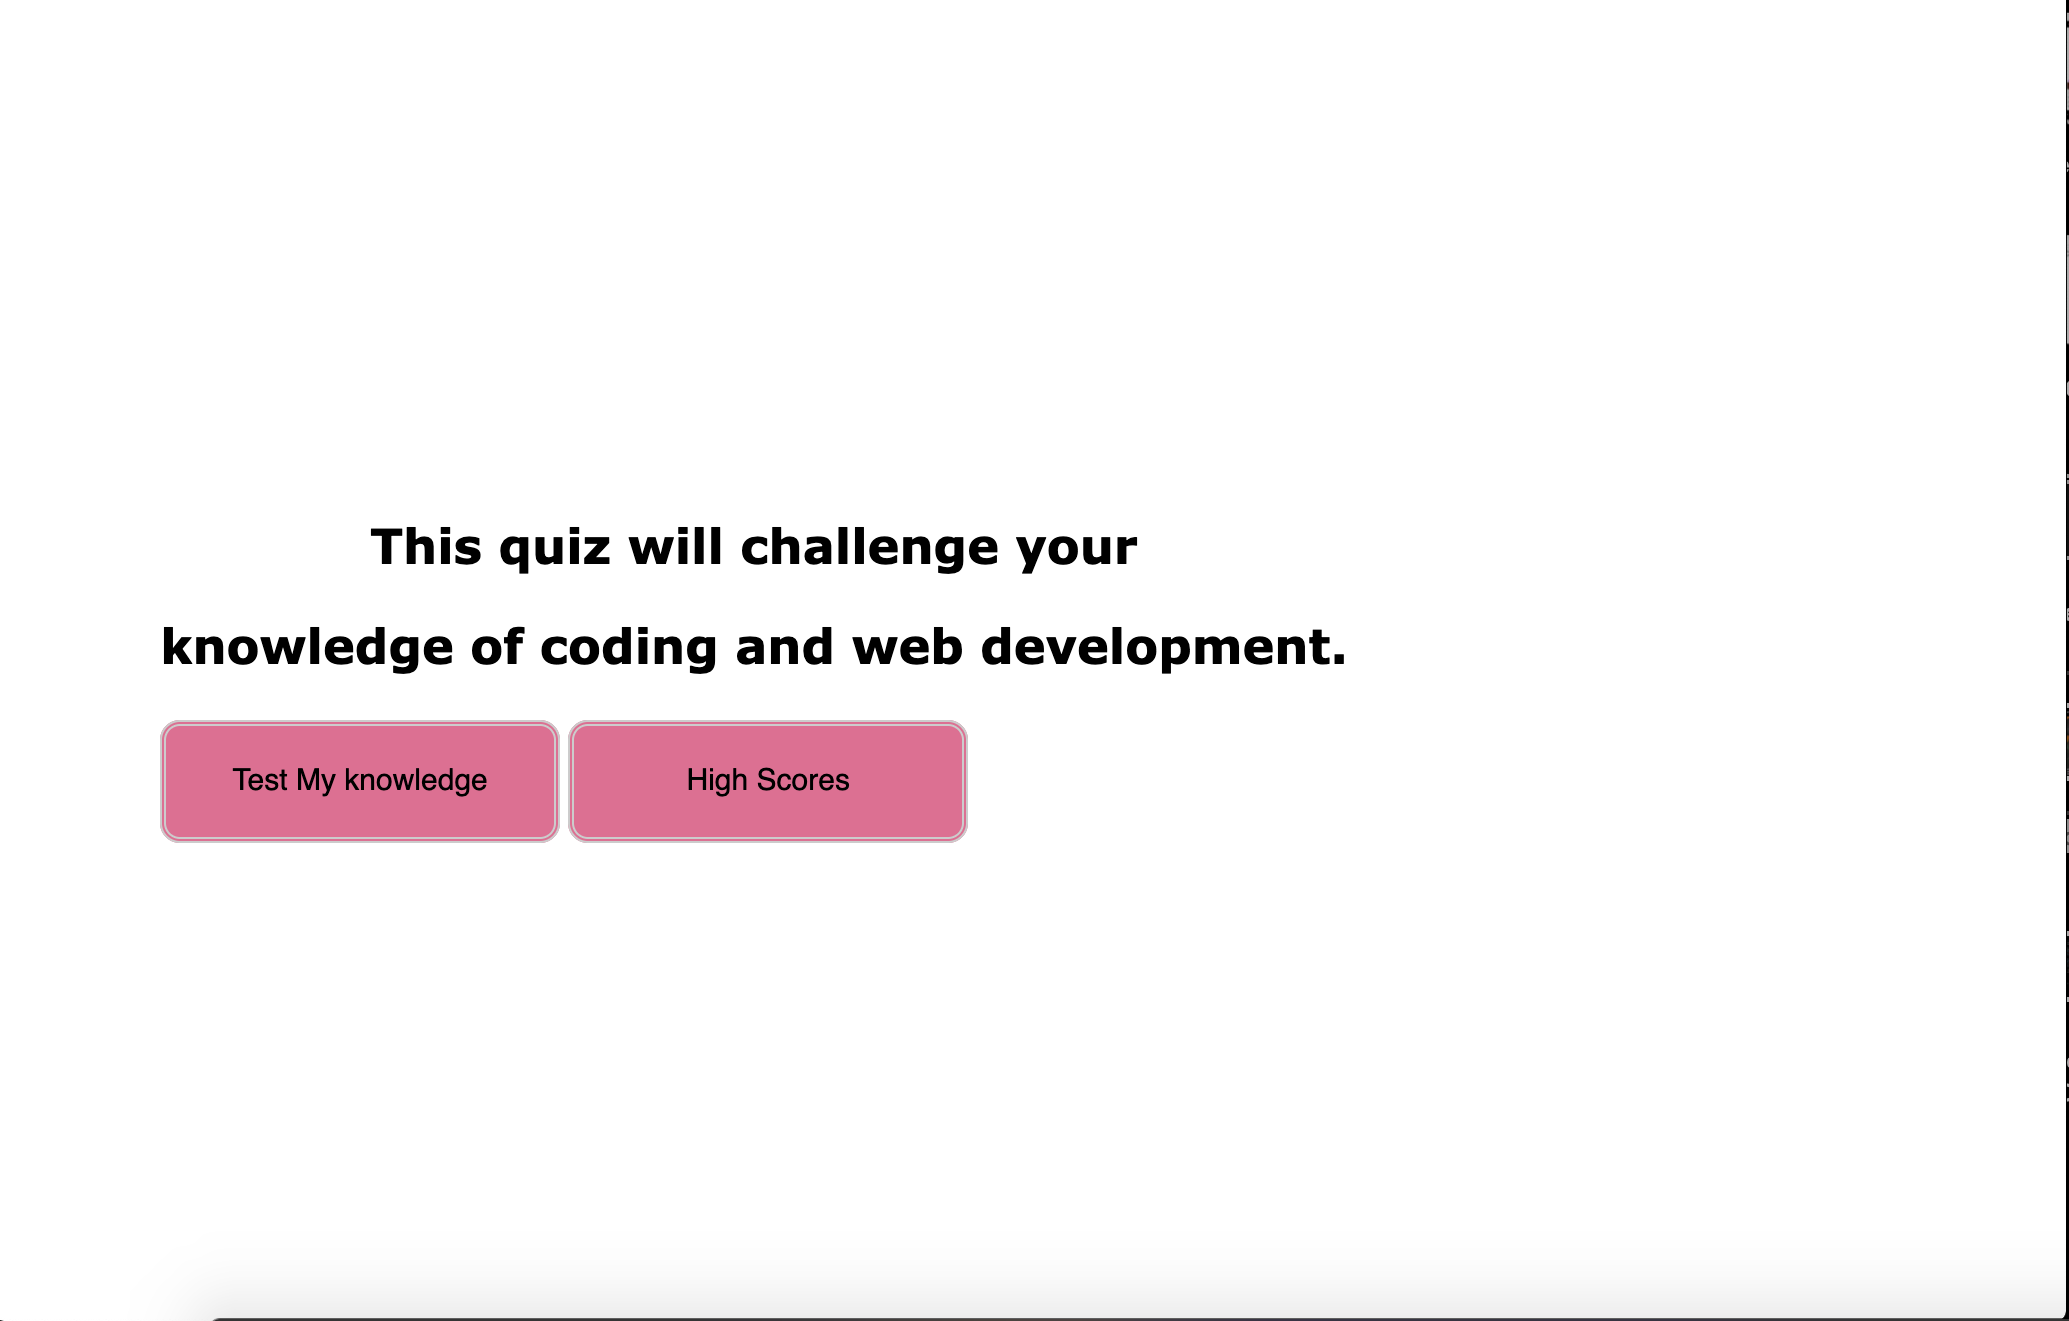 This quiz will challenge your
knowledge of coding and web development.
Test My knowledge
High Scores